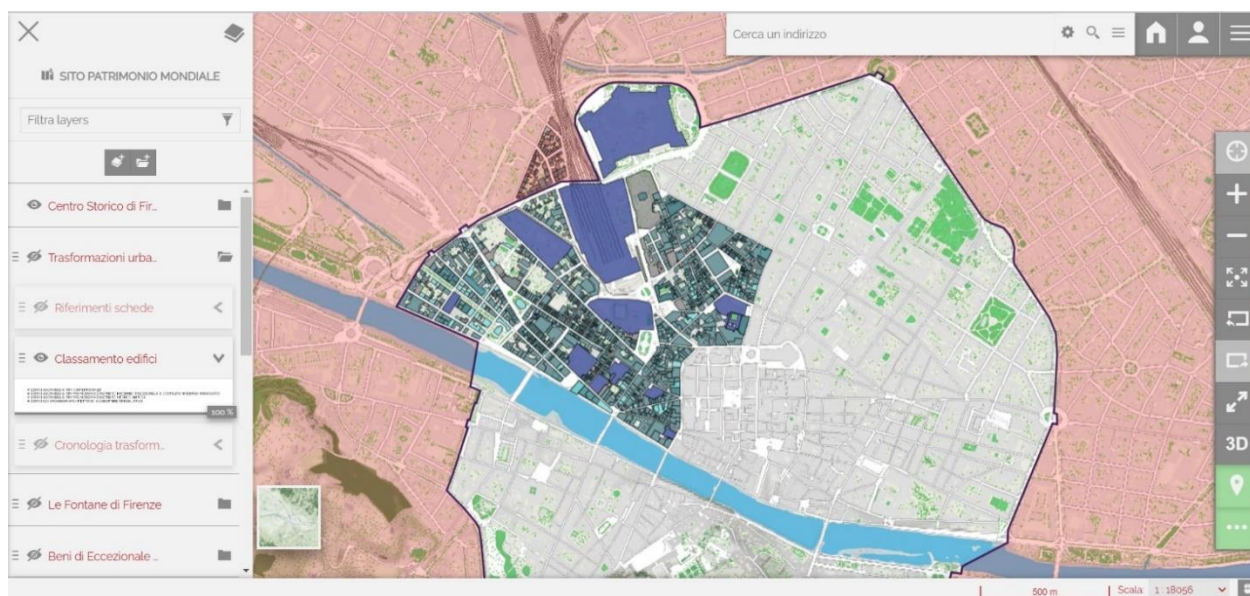 SITO PATRIMONIO MONDIALE
Cerca un indirizzo
Filtra layers
Centro Storico di Fir..
Trasformazioni urba..
Riferimenti schede
Classamento edifici
100 %
Cronologia trasform..
Le Fontane di Firenze
Beni di Eccezionale ..
3D
500 m
Scala: 1 : 18056